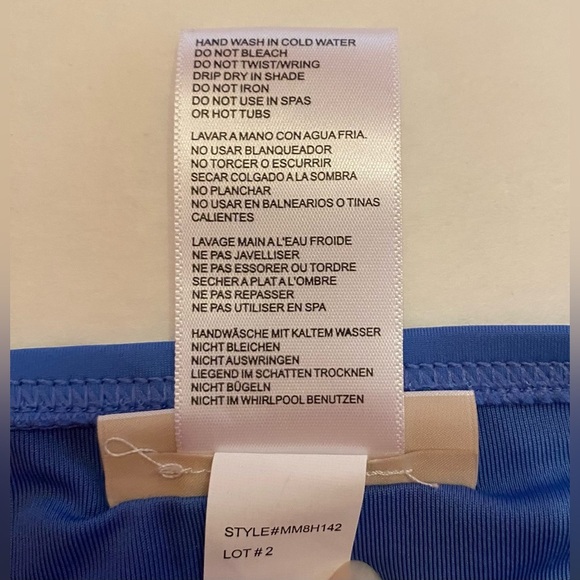 HAND WASH IN COLD WATER
DO NOT BLEACH
DO NOT TWIST/WRING
DRIP DRY IN SHADE
DO NOT IRON
DO NOT USE IN SPAS
OR HOT TUBS
LAVAR A MANO CON AGUA FRIA.
NO USAR BLANQUEADOR
NO TORCER O ESCURRIR
SECAR COLGADO A LA SOMBRA
NO PLANCHAR
NO USAR EN BALNEARIOS O TINAS
CALIENTES
LAVAGE MAIN A L'EAU FROIDE
NE PAS JAVELLISER
NE PAS ESSORER OU TORDRE
SECHER A PLAT A L'OMBRE
NE PAS REPASSER
NE PAS UTILISER EN SPA
HANDWÄSCHE MIT KALTEM WASSER
NICHT BLEICHEN
NICHT AUSWRINGEN
LIEGEND IM SCHATTEN TROCKNEN
NICHT BÜGELN
NICHT IM WHIRLPOOL BENUTZEN
STYLE#MM8H142
LOT # 2